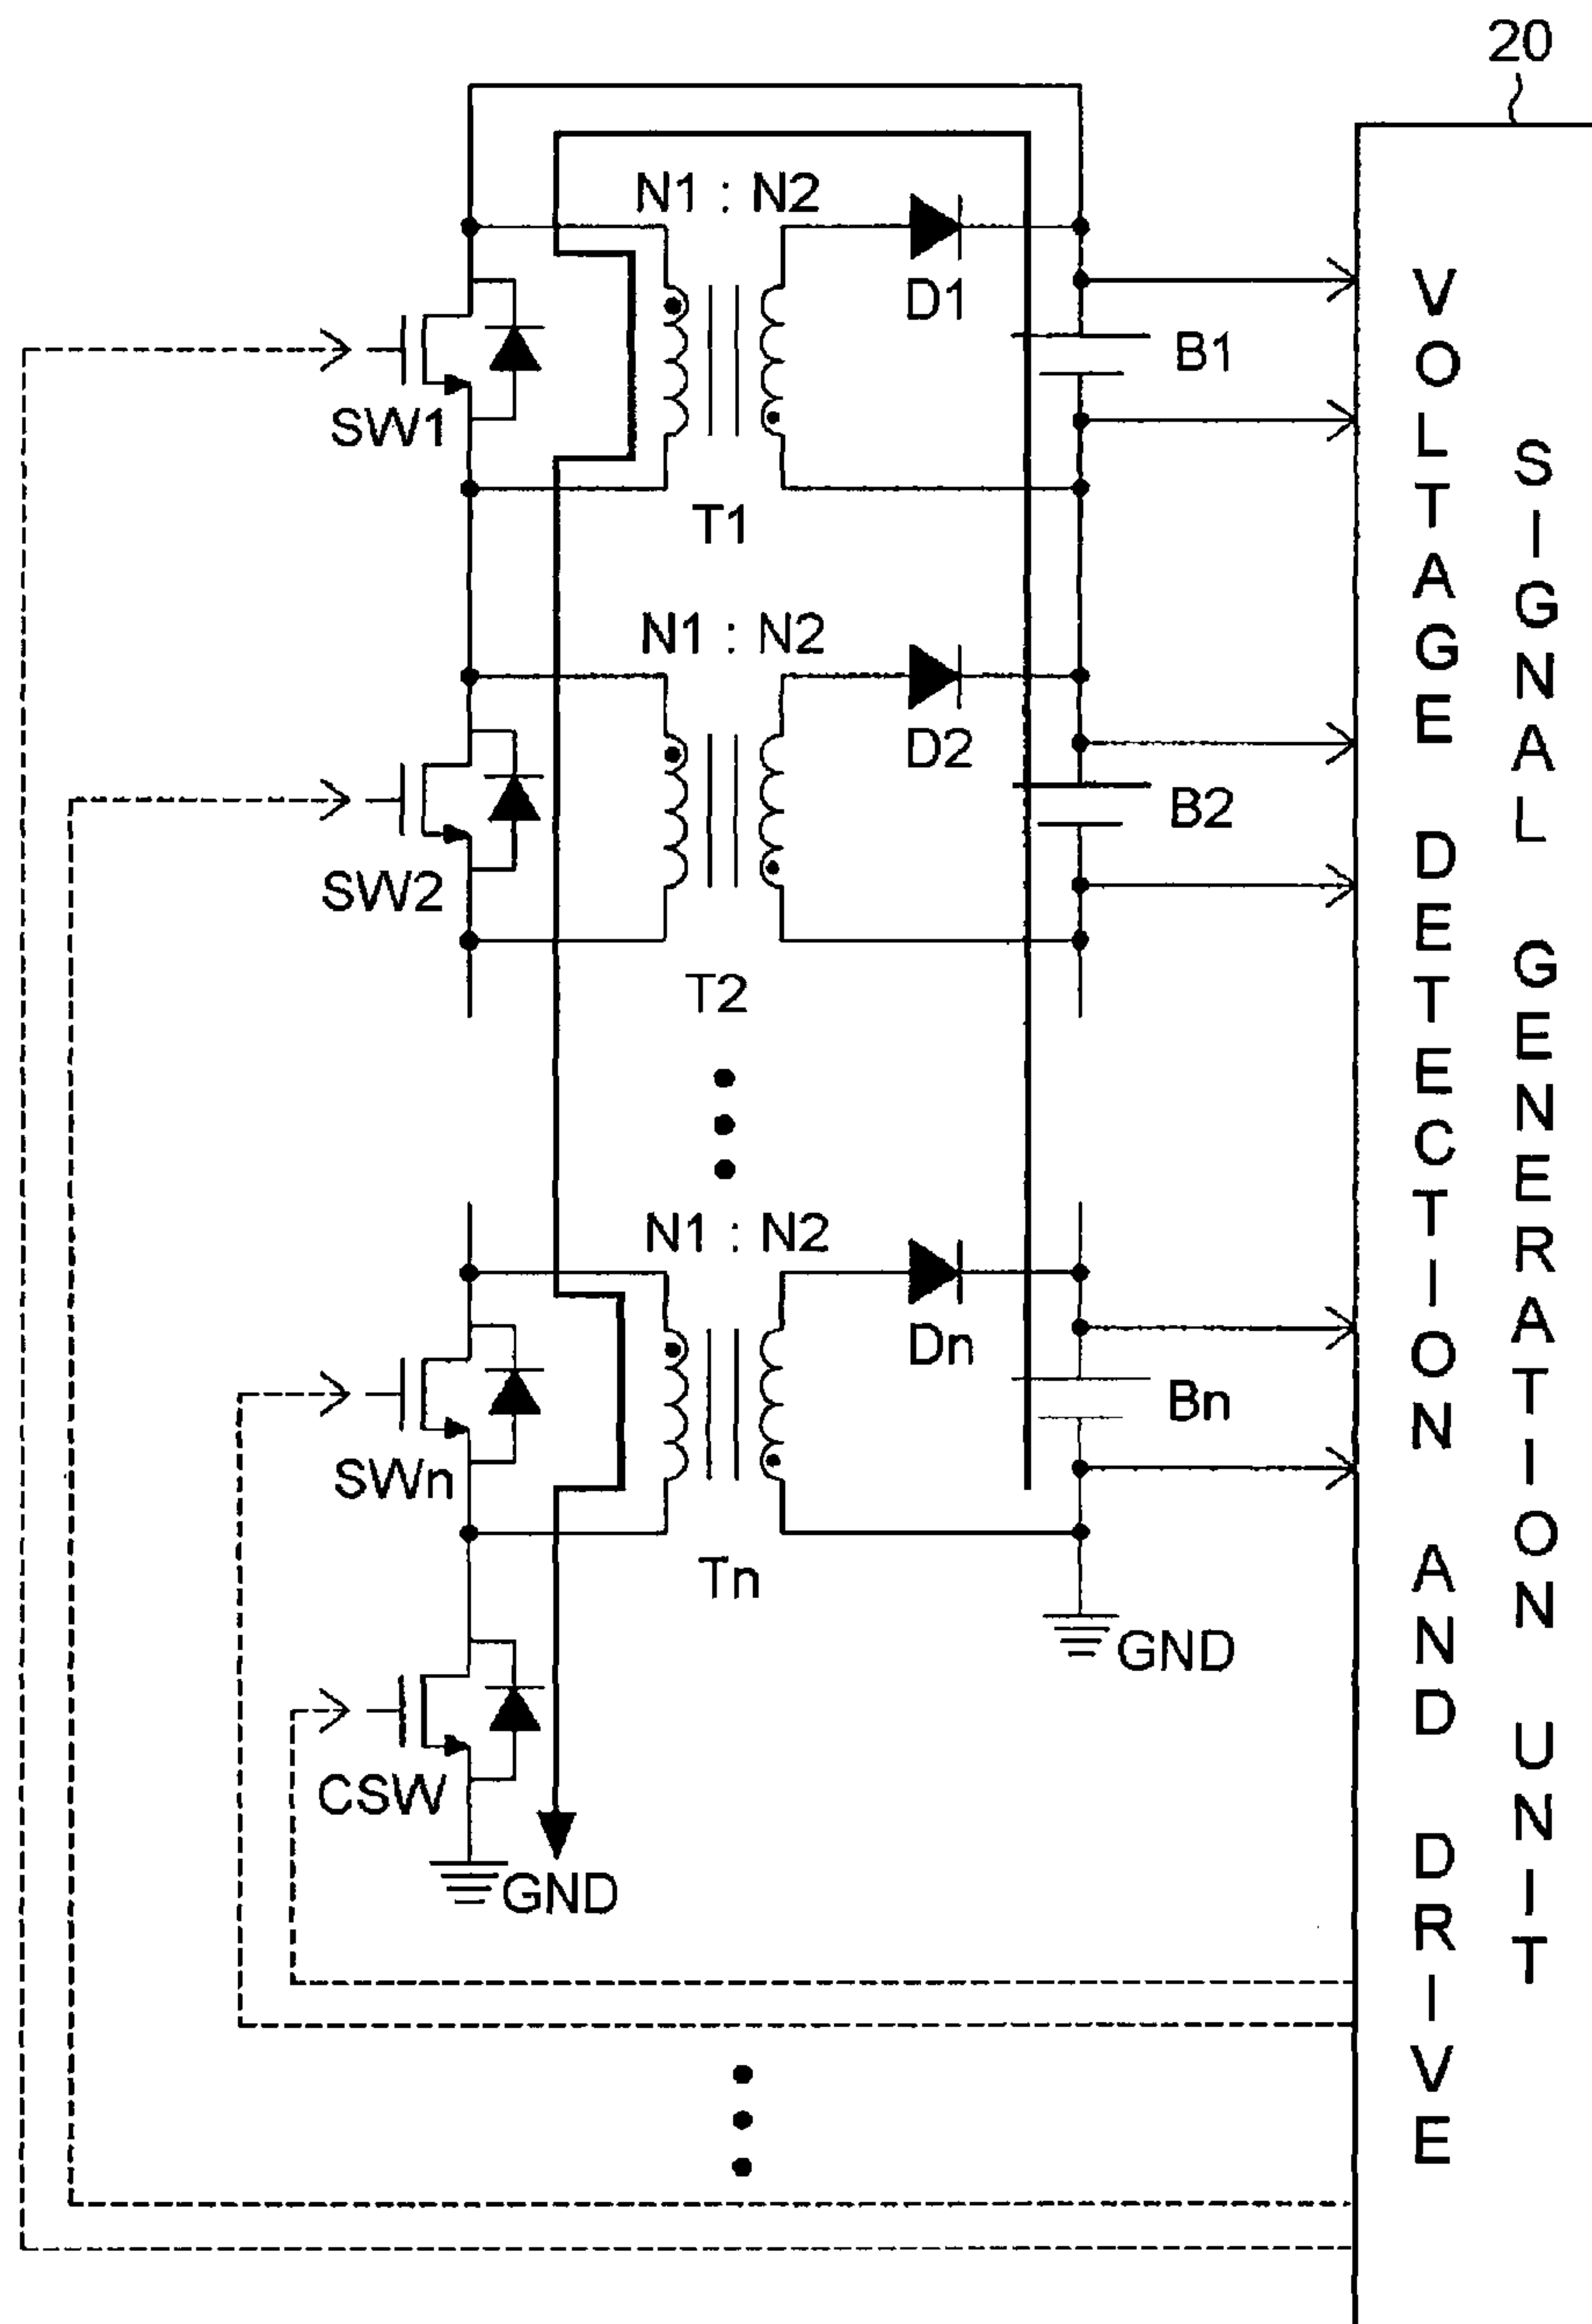 20
N1 : N2
D1
B1
SW1
T1
N1 : N2
D2
B2
SW2
T2
N1 : N2
Dn
Bn
SWn
Tn
GND
CSW
GND
VOLTAGE DETECTION AND DRIVE
SIGNAL GENERATION UNIT